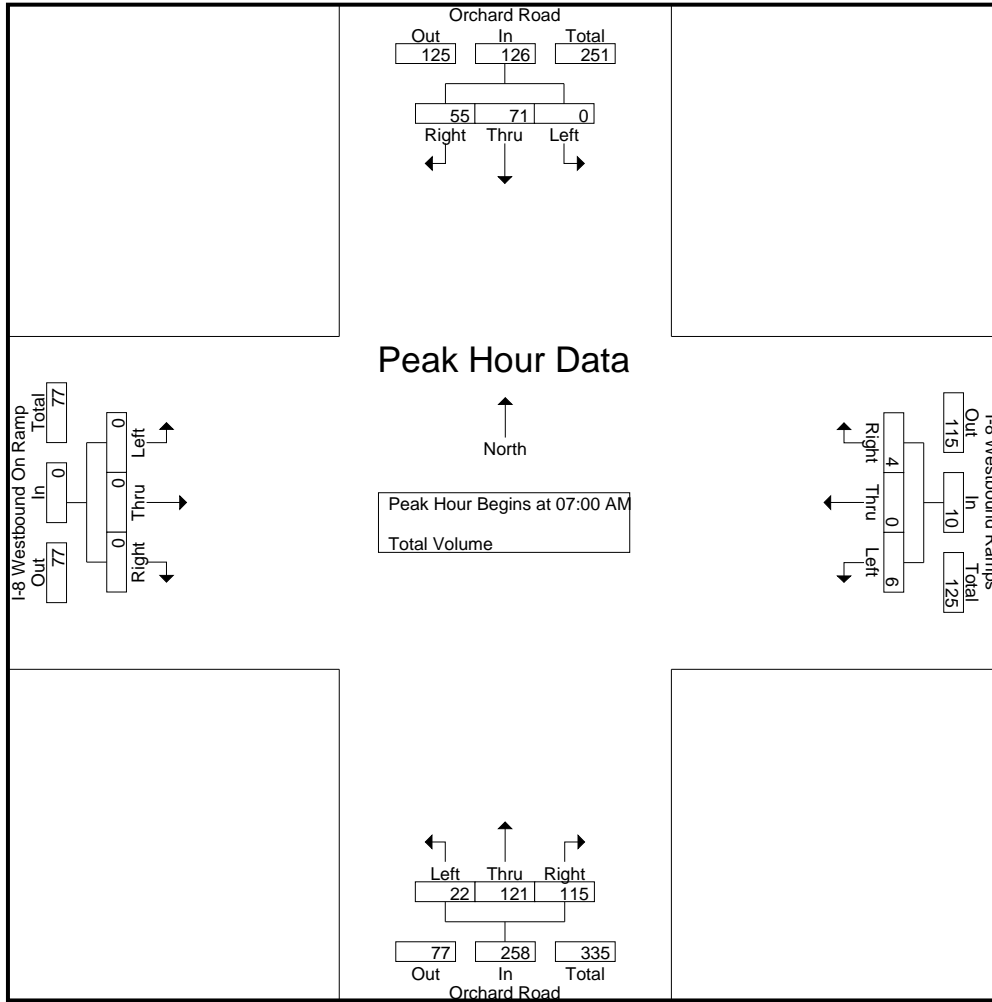 Orchard Road
Out In Total
125 126 251
55 71 0
Right Thru Left
Peak Hour Data
North
Peak Hour Begins at 07:00 AM
Total Volume
I-8 Westbound On Ramp
Total In Out
77 0 77
0 0 0
Left Thru Right
I-8 Westbound Ramps
Out In Total
115 10 125
4 0 6
Right Thru Left
Left Thru Right
22 121 115
77 258 335
Out In Total
Orchard Road